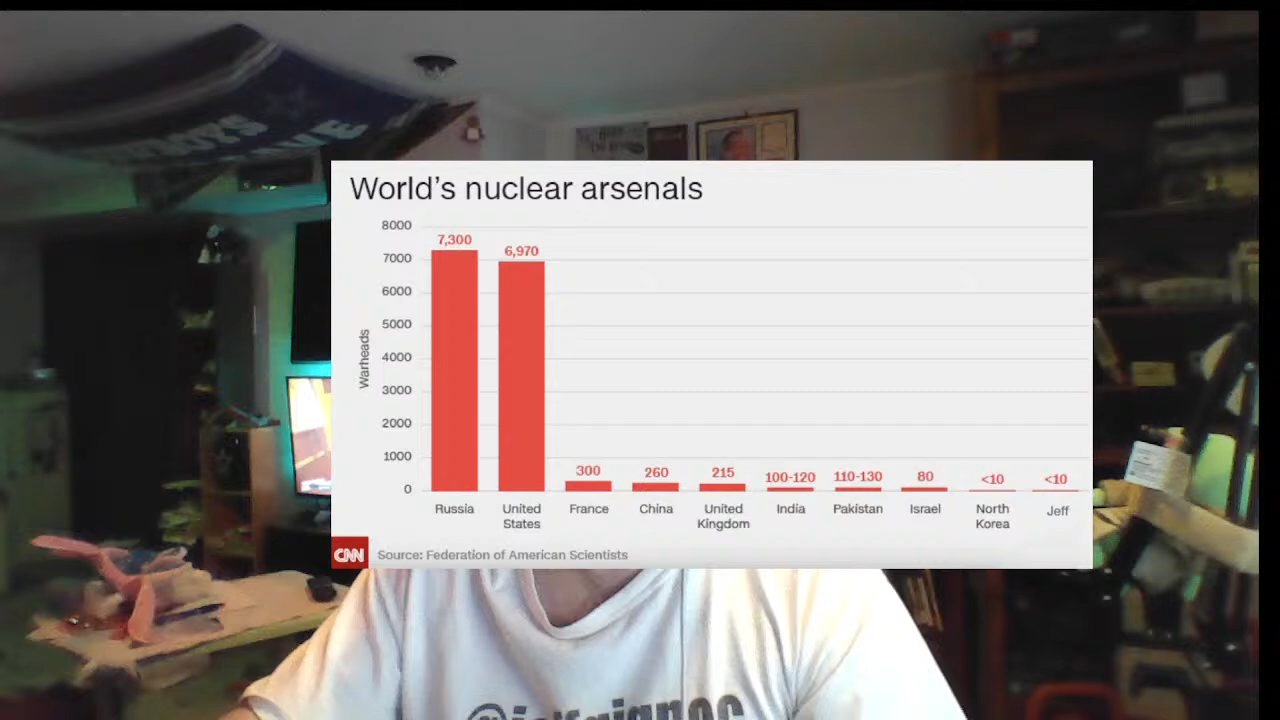 World's nuclear arsenals
8000
7000
6000
5000
4000
3000
2000
1000
0
Warheads
7,300
6,970
300
260
215
100-120
110-130
80
<10
<10
Russia
United
States
France
China
United
Kingdom
India
Pakistan
Israel
North
Korea
Jeff
CNN
Source: Federation of American Scientists